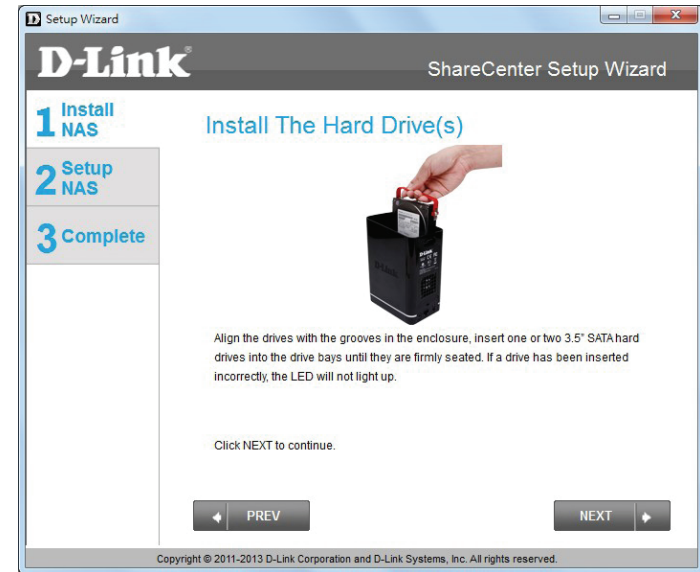 Setup Wizard
D-Link®
ShareCenter Setup Wizard
1 Install
NAS
2 Setup
NAS
3 Complete
Install The Hard Drive(s)
D-Link
D-Link
Align the drives with the grooves in the enclosure, insert one or two 3.5" SATA hard
drives into the drive bays until they are firmly seated. If a drive has been inserted
incorrectly, the LED will not light up.
Click NEXT to continue.
PREV
NEXT
Copyright © 2011-2013 D-Link Corporation and D-Link Systems, Inc. All rights reserved.